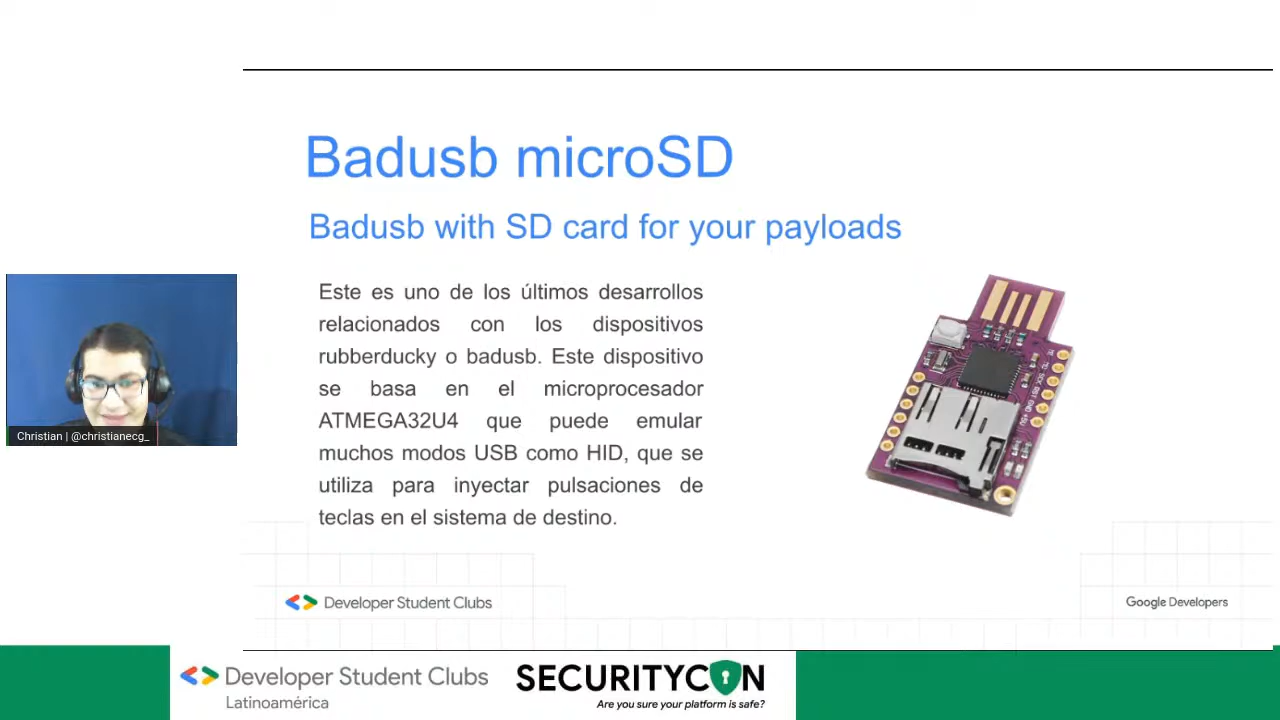 Badusb microSD
Badusb with SD card for your payloads
Este es uno de los últimos desarrollos
relacionados con los dispositivos
rubberducky o badusb. Este dispositivo
se basa en el microprocesador
ATMEGA32U4 que puede emular
muchos modos USB como HID, que se
utiliza para inyectar pulsaciones de
teclas en el sistema de destino.
Christian | @christianecg_
Developer Student Clubs
Google Developers
Developer Student Clubs
Latinoamérica
SECURITYCON
Are you sure your platform is safe?